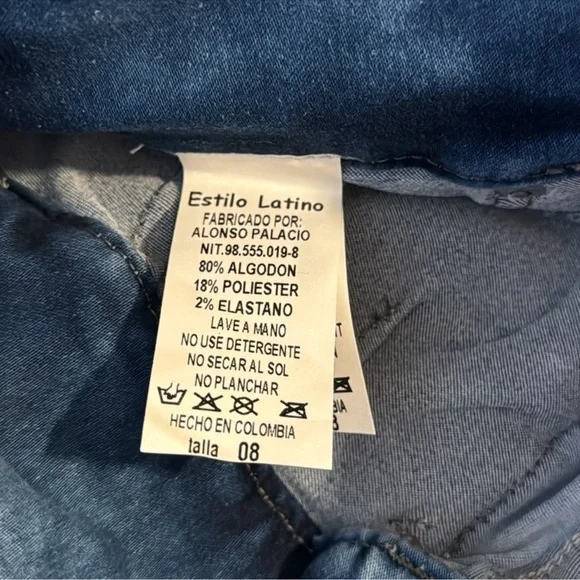 Estilo Latino
FABRICADO POR:
ALONSO PALACIO
NIT.98.555.019-8
80% ALGODON
18% POLIESTER
2% ELASTANO
LAVE A MANO
NO USE DETERGENTE
NO SECAR AL SOL
NO PLANCHAR
HECHO EN COLOMBIA
talla 08